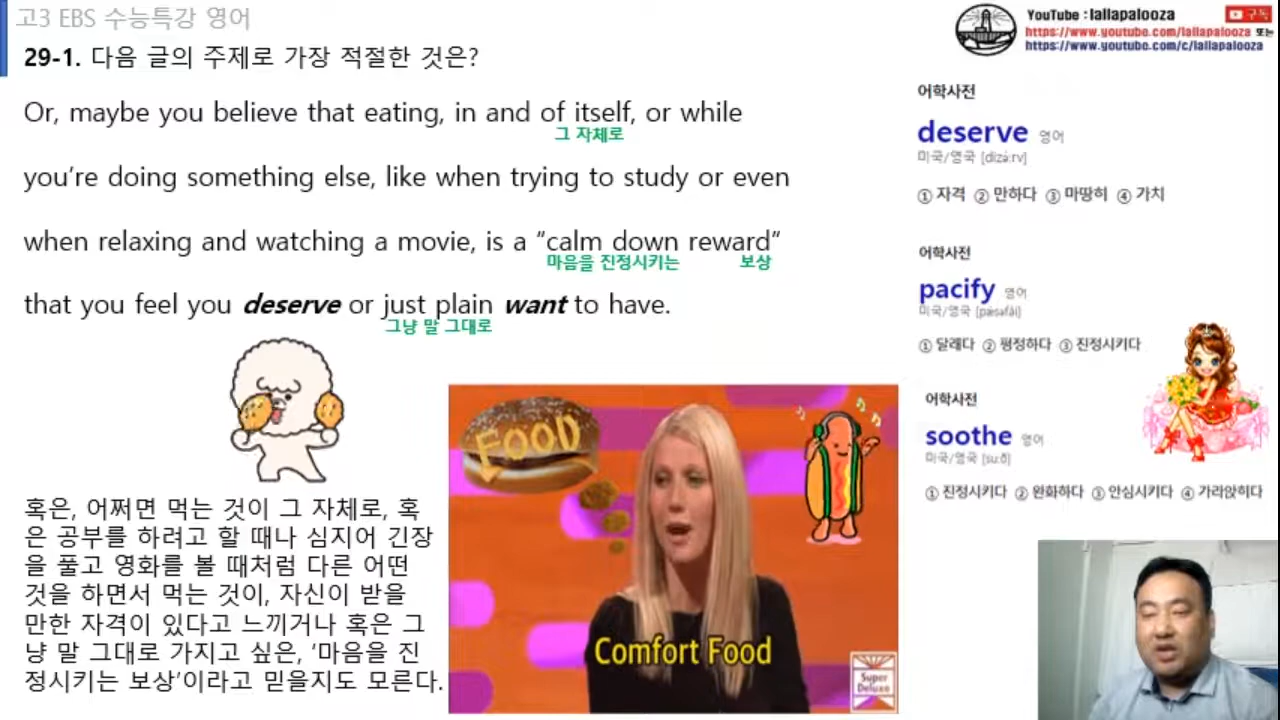 고3 EBS 수능특강 영어
29-1. 다음 글의 주제로 가장 적절한 것은?
Or, maybe you believe that eating, in and of itself, or while
그 자체로
you're doing something else, like when trying to study or even
when relaxing and watching a movie, is a "calm down reward"
마음을 진정시키는 보상
that you feel you deserve or just plain want to have.
그냥 말 그대로
혹은, 어쩌면 먹는 것이 그 자체로, 혹
은 공부를 하려고 할 때나 심지어 긴장
을 풀고 영화를 볼 때처럼 다른 어떤
것을 하면서 먹는 것이, 자신이 받을
만한 자격이 있다고 느끼거나 혹은 그
냥 말 그대로 가지고 싶은, '마음을 진
정시키는 보상'이라고 믿을지도 모른다.
FOOD
Comfort Food
Super
Deluxe
YouTube : lallapalooza
구독
https://www.youtube.com/lallapalooza 또는
https://www.youtube.com/c/lallapalooza
어학사전
deserve 영어
미국/영국 [dizə́:rv]
① 자격 ② 만하다 ③ 마땅히 ④ 가치
어학사전
pacify 영어
미국/영국 [pǽsəfài]
① 달래다 ② 평정하다 ③ 진정시키다
어학사전
soothe 영어
미국/영국 [su:ð]
① 진정시키다 ② 완화하다 ③ 안심시키다 ④ 가라앉히다